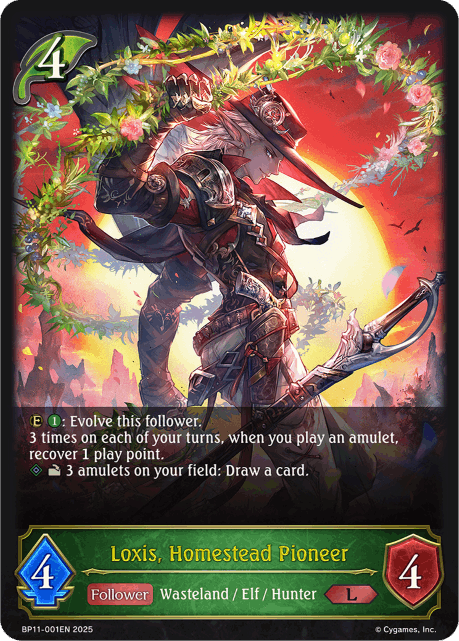 4
E 1: Evolve this follower.
3 times on each of your turns, when you play an amulet,
recover 1 play point.
3 amulets on your field: Draw a card.
Loxis, Homestead Pioneer
4
Follower Wasteland / Elf / Hunter L
4
BP11-001EN 2025
© Cygames, Inc.